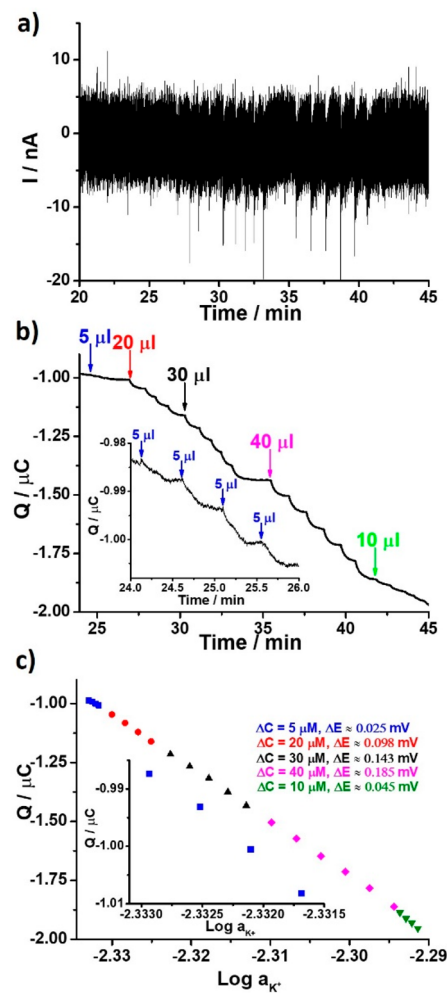 a)
10
5
0
-10
-20
I / nA
20 25 30 35 40 45
Time / min
b)
5 µl
20 µl
30 µl
40 µl
10 µl
-1.00
-1.25
-1.50
-1.75
-2.00
Q / µC
25 30 35 40 45
Time / min
-0.98
-0.99
-1.00
Q / µC
5 µl
5 µl
5 µl
5 µl
24.0 24.5 25.0 25.5 26.0
Time / min
c)
-1.00
-1.25
-1.50
-1.75
-2.00
Q / µC
ΔC = 5 µM, ΔE ≈ 0.025 mV
ΔC = 20 µM, ΔE ≈ 0.098 mV
ΔC = 30 µM, ΔE ≈ 0.143 mV
ΔC = 40 µM, ΔE ≈ 0.185 mV
ΔC = 10 µM, ΔE ≈ 0.045 mV
-0.99
-1.00
-1.01
Q / µC
-2.3330 -2.3325 -2.3320 -2.3315
Log aK+
-2.33 -2.32 -2.31 -2.30 -2.29
Log aK+